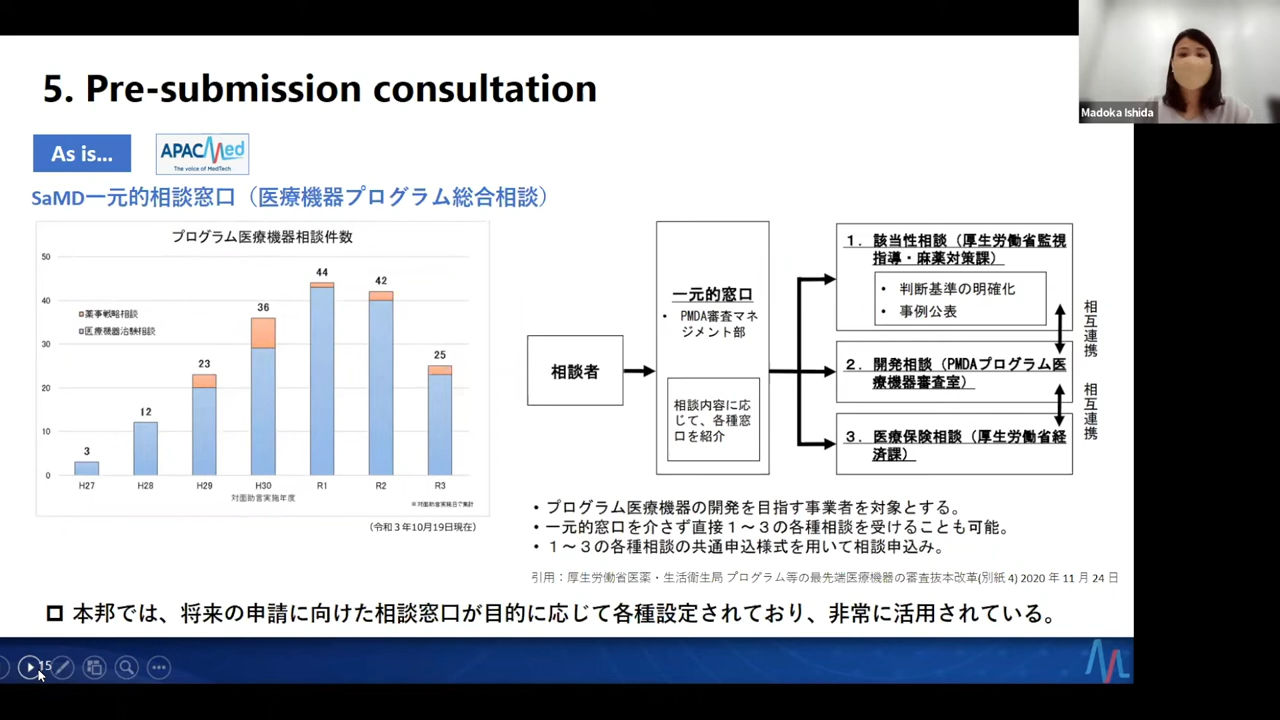 5. Pre-submission consultation
Madoka Ishida
As is...
APACMed
The voice of MedTech
SaMD一元的相談窓口（医療機器プログラム総合相談）
プログラム医療機器相談件数
50
40
30
20
10
0
薬事戦略相談
医療機器治験相談
3
12
23
36
44
42
25
H27
H28
H29
H30
R1
R2
R3
対面助言実施年度
※対面助言実施日で集計
（令和３年10月19日現在）
相談者
一元的窓口
• PMDA審査マネ
ジメント部
相談内容に応
じて、各種窓
口を紹介
１．該当性相談（厚生労働省監視
指導・麻薬対策課）
• 判断基準の明確化
• 事例公表
２．開発相談（PMDAプログラム医
療機器審査室）
３．医療保険相談（厚生労働省経
済課）
相互連携
相互連携
• プログラム医療機器の開発を目指す事業者を対象とする。
• 一元的窓口を介さず直接１～３の各種相談を受けることも可能。
• １～３の各種相談の共通申込様式を用いて相談申込み。
引用：厚生労働省医薬・生活衛生局 プログラム等の最先端医療機器の審査抜本改革(別紙 4) 2020 年 11 月 24 日
本邦では、将来の申請に向けた相談窓口が目的に応じて各種設定されており、非常に活用されている。
15